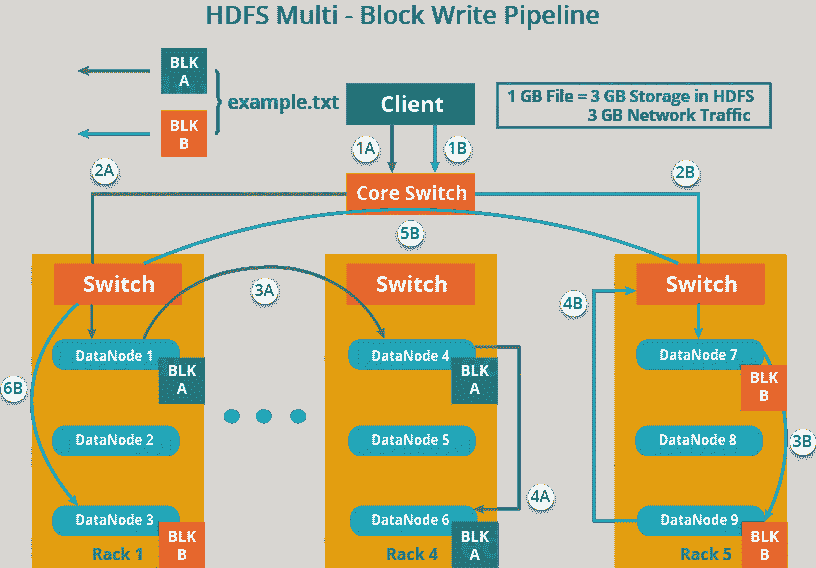 HDFS Multi - Block Write Pipeline
BLK
A
BLK
B
example.txt
Client
1 GB File = 3 GB Storage in HDFS
3 GB Network Traffic
1A
1B
2A
Core Switch
2B
5B
Switch
Switch
Switch
3A
4B
DataNode 1
DataNode 4
DataNode 7
BLK
A
BLK
A
BLK
B
6B
DataNode 2
DataNode 5
DataNode 8
3B
4A
DataNode 3
DataNode 6
DataNode 9
BLK
B
BLK
A
BLK
B
Rack 1
Rack 4
Rack 5